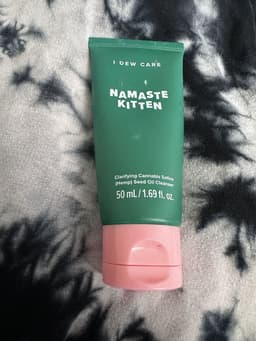 I DEW CARE
NAMASTE
KITTEN
Clarifying Cannabis Sativa
(Hemp) Seed Oil Cleanser
50 mL / 1.69 fl. oz.